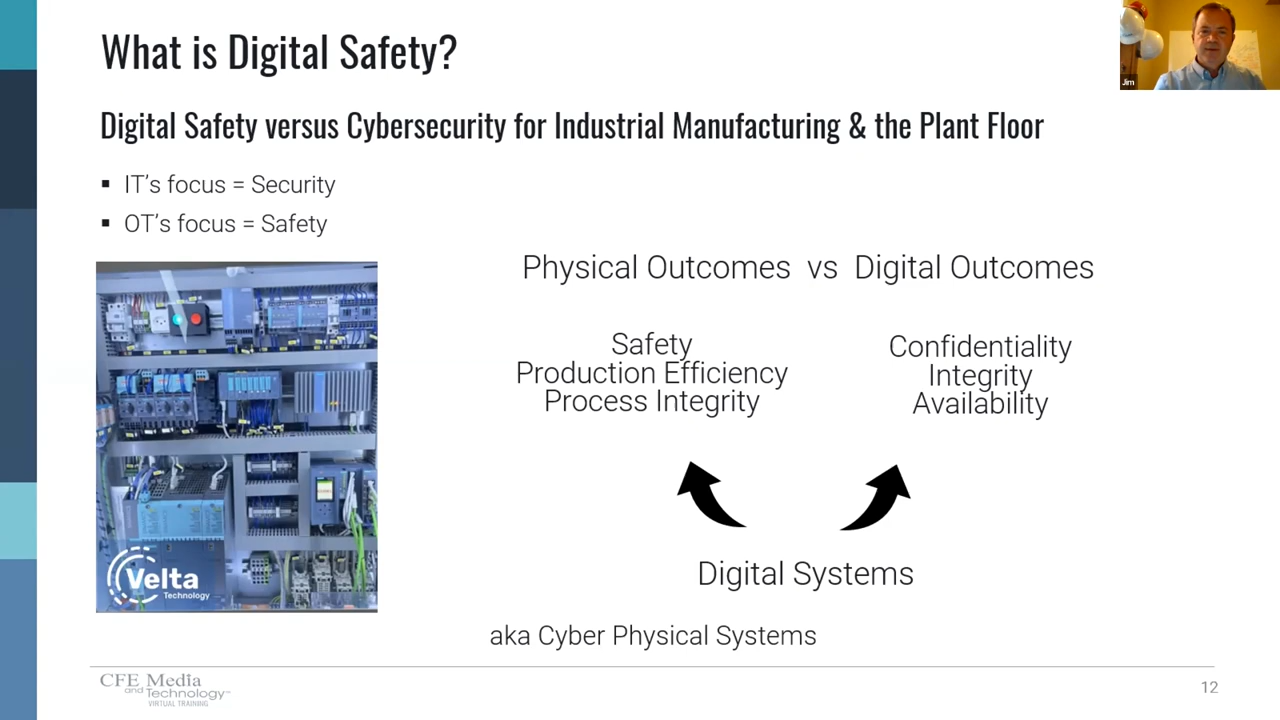 What is Digital Safety?
Jim
Digital Safety versus Cybersecurity for Industrial Manufacturing & the Plant Floor
▪ IT's focus = Security
▪ OT's focus = Safety
Physical Outcomes vs Digital Outcomes
Safety
Production Efficiency
Process Integrity
Confidentiality
Integrity
Availability
Velta
Technology
Digital Systems
aka Cyber Physical Systems
CFE Media
and Technology™
VIRTUAL TRAINING
12